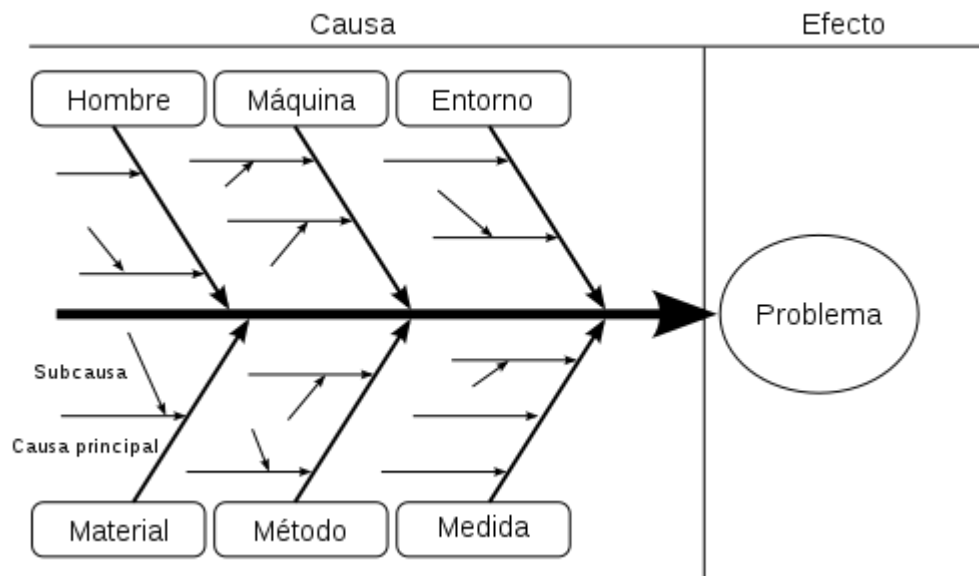 Causa
Efecto
Hombre
Máquina
Entorno
Problema
Subcausa
Causa principal
Material
Método
Medida